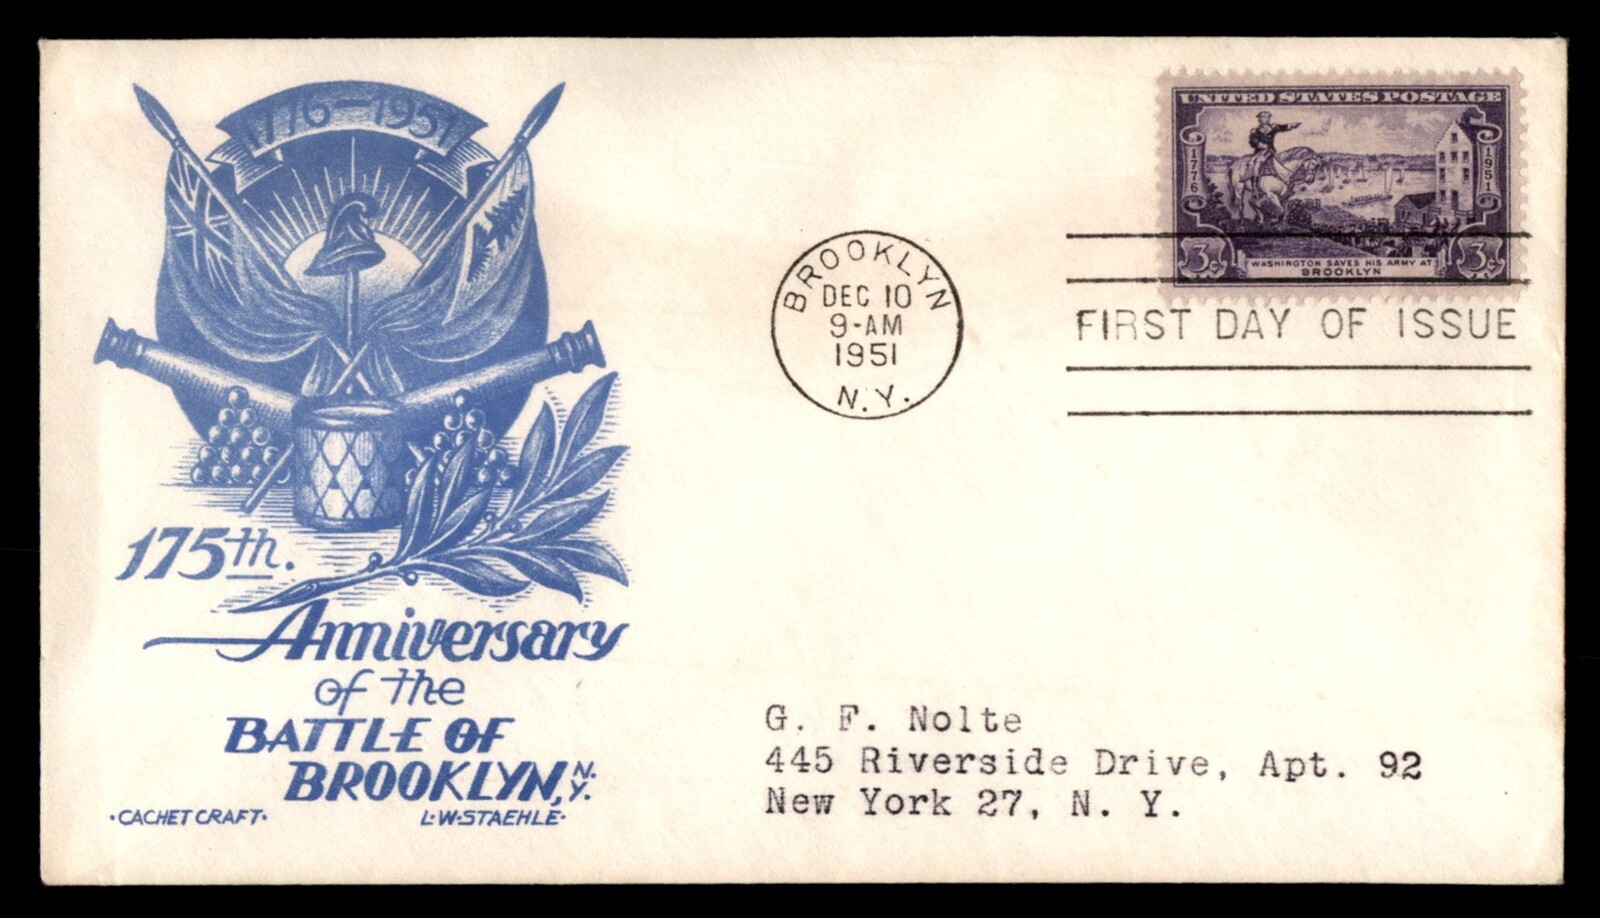 1776-1951
175th.
Anniversary
of the
BATTLE OF
BROOKLYN, N.Y.
·CACHET CRAFT·
L·W·STAEHLE·
BROOKLYN
DEC 10
9-AM
1951
N.Y.
UNITED STATES POSTAGE
1776
1951
3¢
WASHINGTON SAVES HIS ARMY AT
BROOKLYN
3¢
FIRST DAY OF ISSUE
G. F. Nolte
445 Riverside Drive, Apt. 92
New York 27, N. Y.